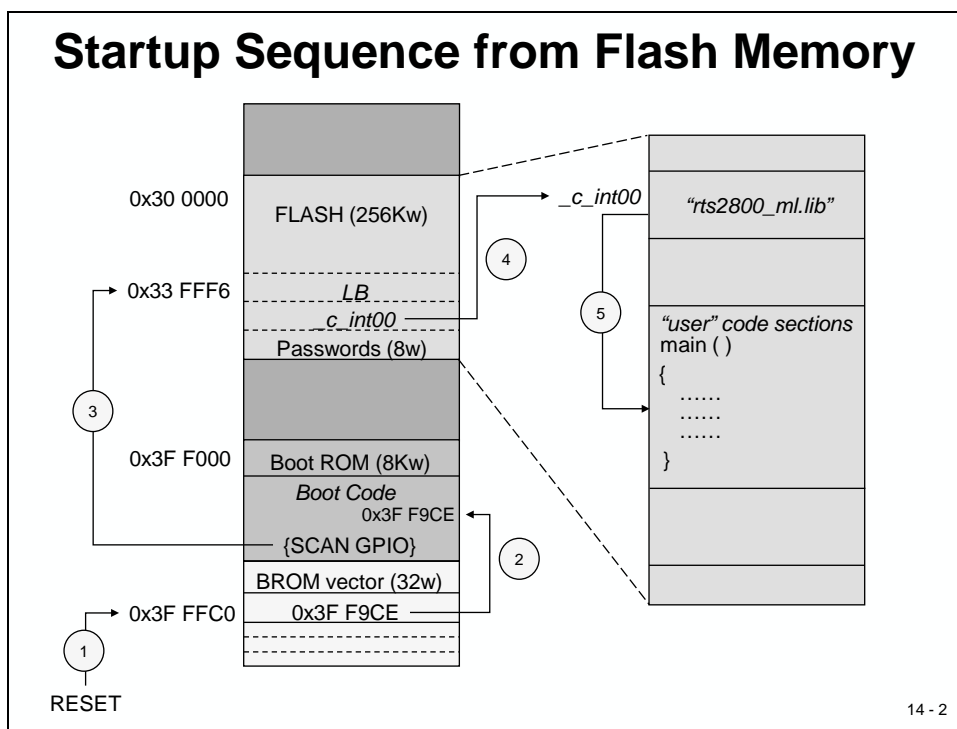 Startup Sequence from Flash Memory
0x30 0000
FLASH (256Kw)
_c_int00
“rts2800_ml.lib”
4
0x33 FFF6
LB
_c_int00
Passwords (8w)
5
“user” code sections
main ( )
{
……
……
……
}
3
0x3F F000
Boot ROM (8Kw)
Boot Code
0x3F F9CE
{SCAN GPIO}
2
BROM vector (32w)
0x3F FFC0
0x3F F9CE
1
RESET
14 - 2